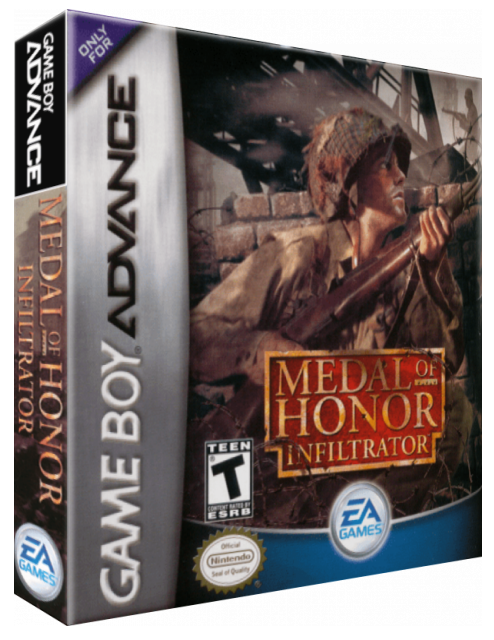 GAME BOY
ADVANCE
MEDAL OF HONOR
INFILTRATOR
EA
GAMES
ONLY
FOR
GAME BOY ADVANCE
MEDAL OF
HONOR
INFILTRATOR
TEEN
T
CONTENT RATED BY
ESRB
Official
Nintendo
Seal of Quality
EA
GAMES